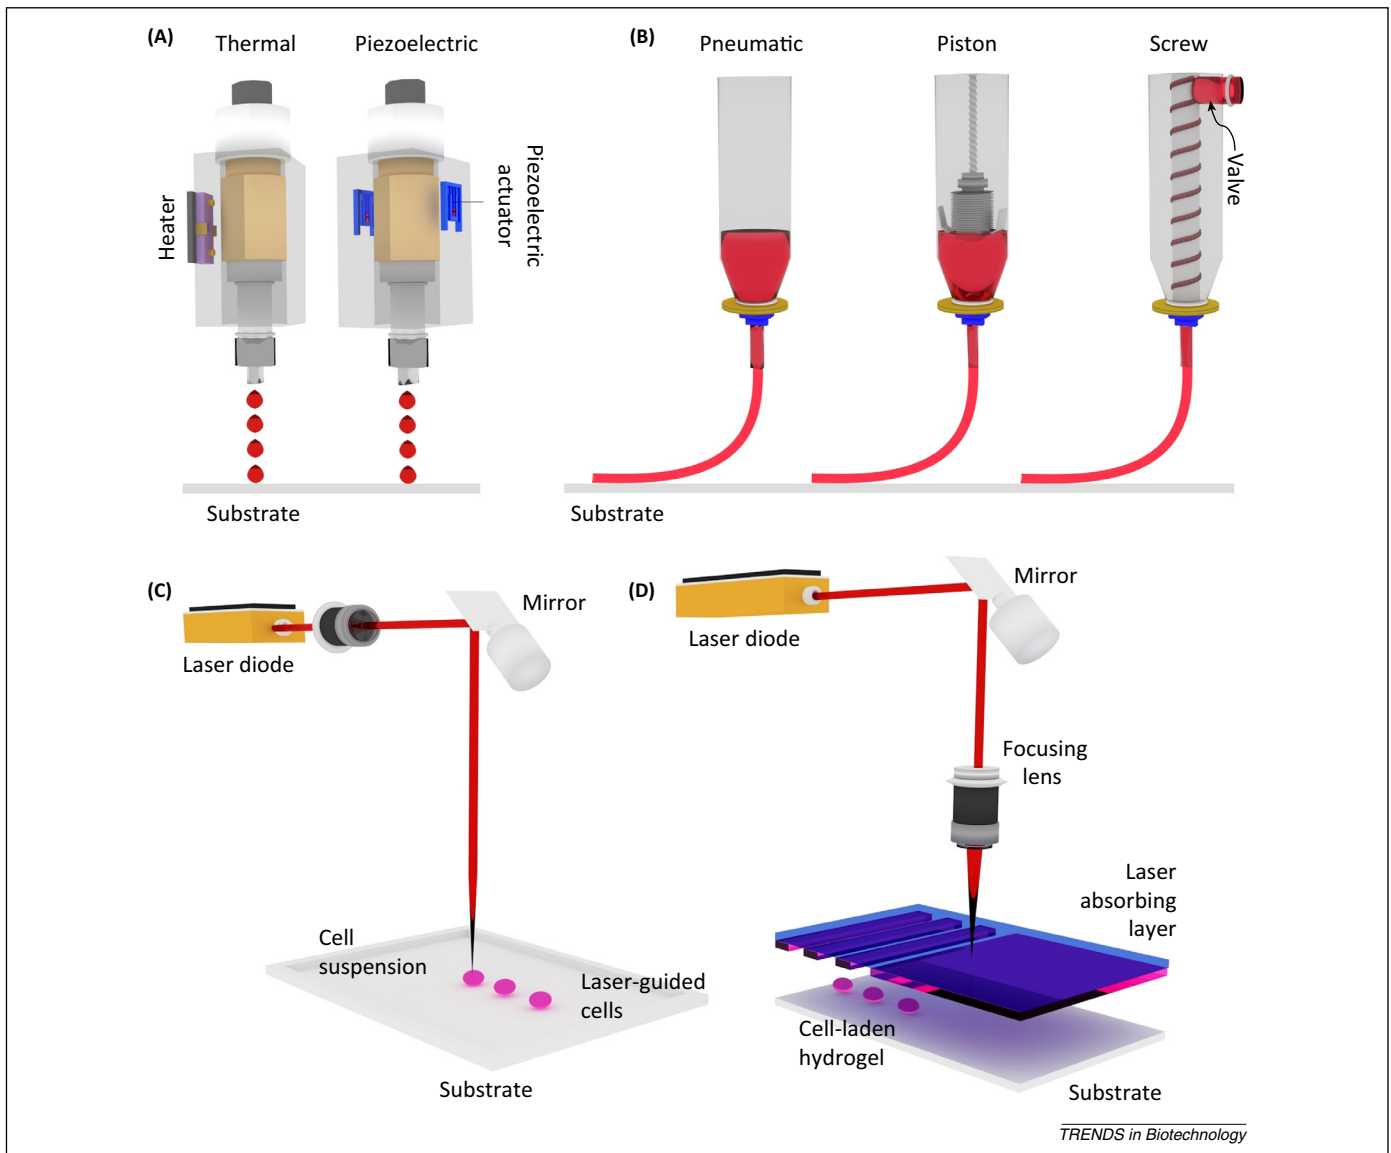 (A)
Thermal
Piezoelectric
Heater
Piezoelectric
actuator
Substrate
(B)
Pneumatic
Piston
Screw
Valve
Substrate
(C)
Laser diode
Mirror
Cell
suspension
Laser-guided
cells
Substrate
(D)
Laser diode
Mirror
Focusing
lens
Laser
absorbing
layer
Cell-laden
hydrogel
Substrate
TRENDS in Biotechnology